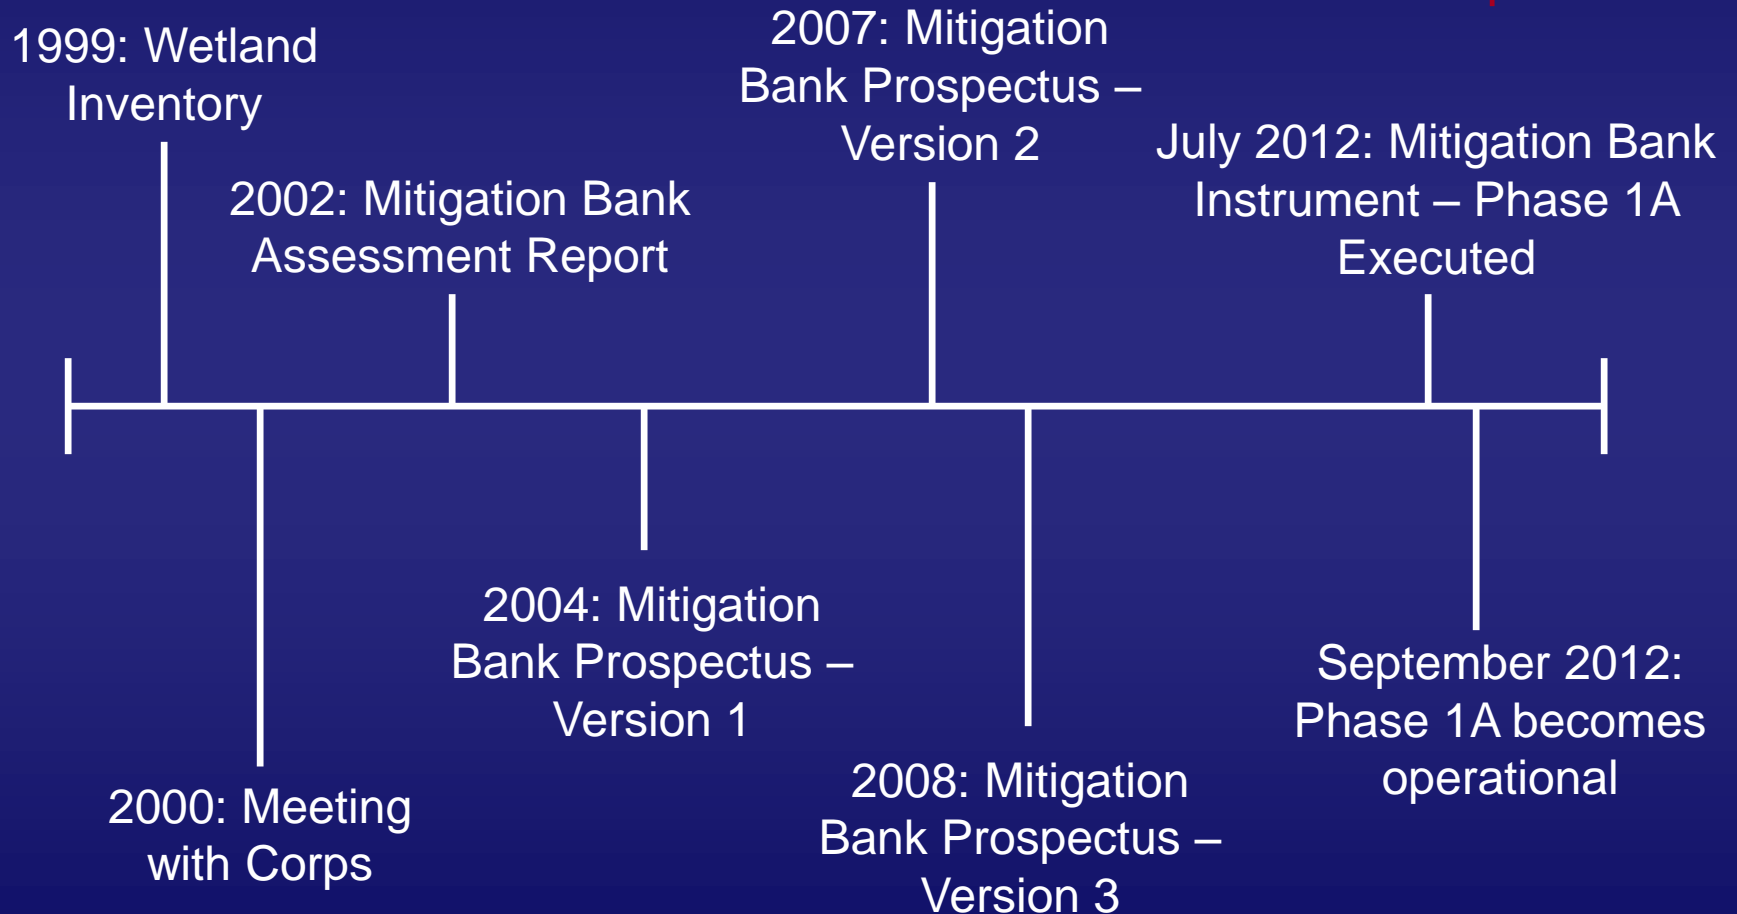 1999: Wetland
Inventory
2000: Meeting
with Corps
2002: Mitigation Bank
Assessment Report
2004: Mitigation
Bank Prospectus –
Version 1
2007: Mitigation
Bank Prospectus –
Version 2
2008: Mitigation
Bank Prospectus –
Version 3
July 2012: Mitigation Bank
Instrument – Phase 1A
Executed
September 2012:
Phase 1A becomes
operational